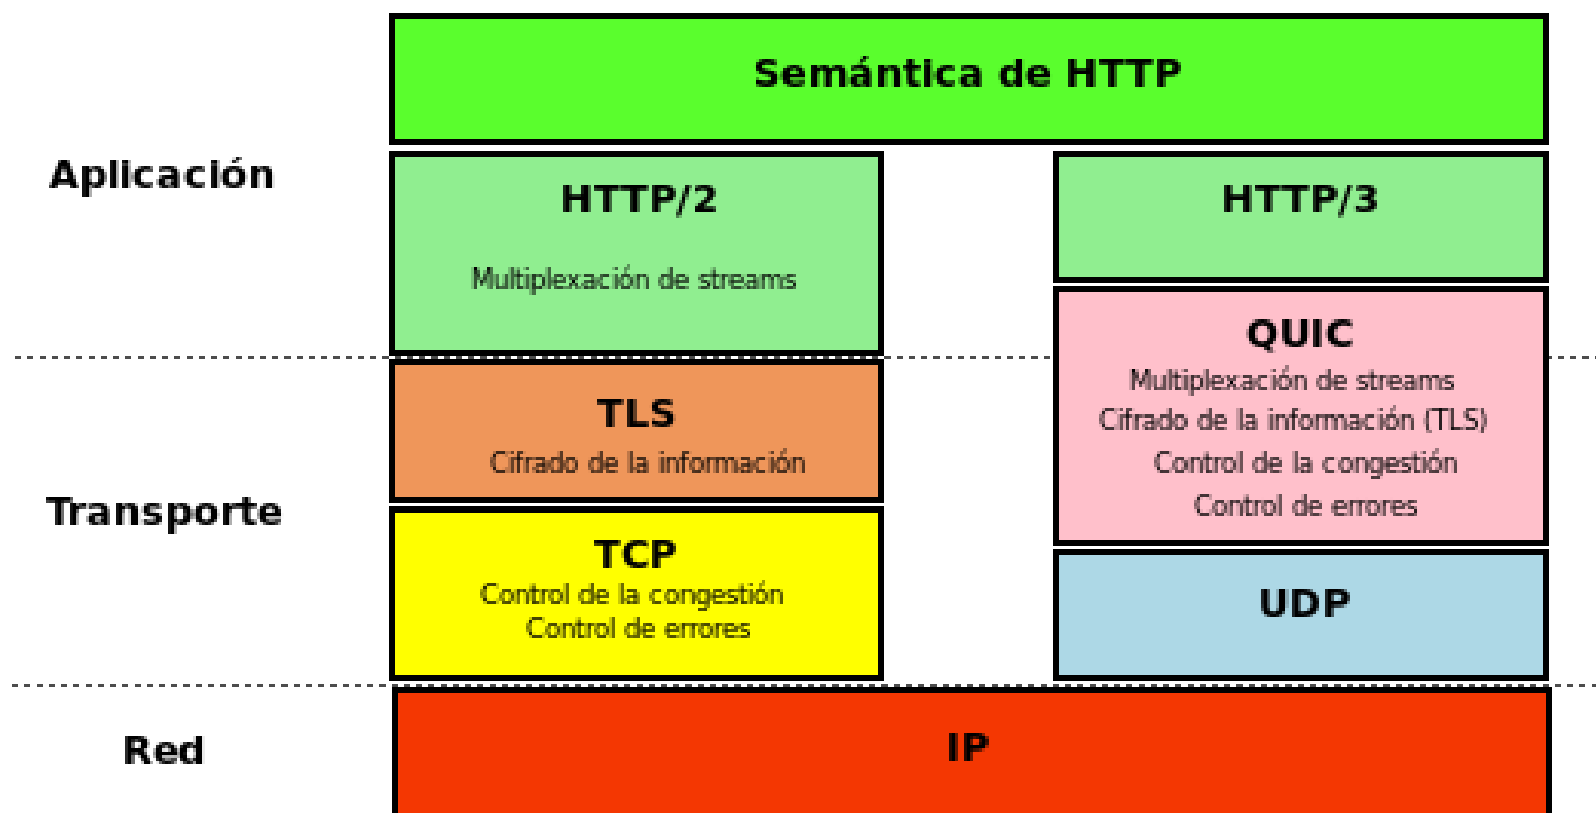 Semántica de HTTP
Aplicación
HTTP/2
Multiplexación de streams
HTTP/3
QUIC
Multiplexación de streams
Cifrado de la información (TLS)
Control de la congestión
Control de errores
Transporte
TLS
Cifrado de la información
TCP
Control de la congestión
Control de errores
UDP
Red
IP